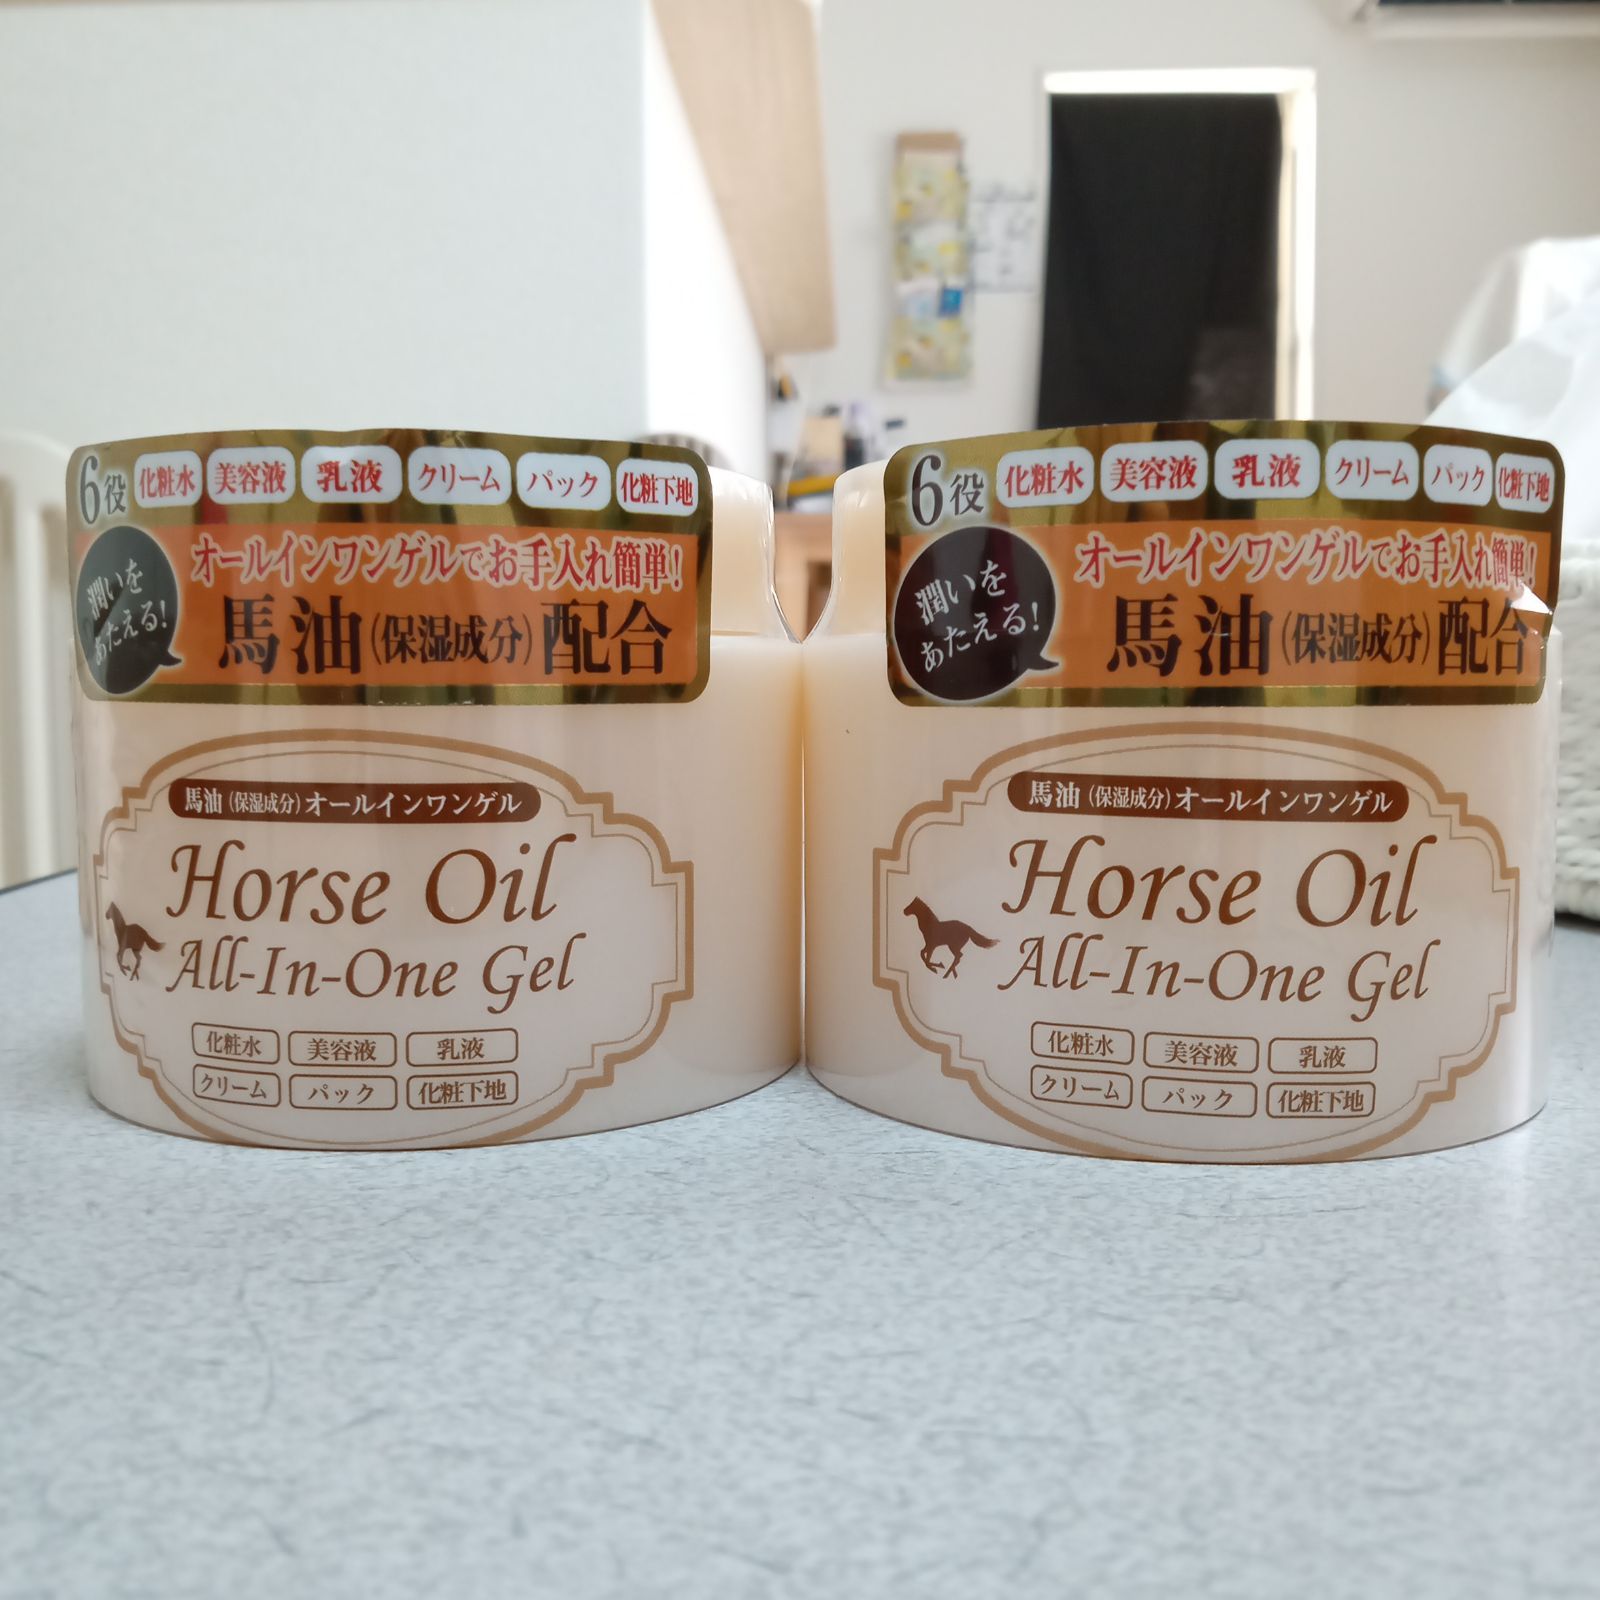 6役 化粧水 美容液 乳液 クリーム パック 化粧下地
潤いを
あたえる!
オールインワンゲルでお手入れ簡単!
馬油(保湿成分)配合
馬油(保湿成分)オールインワンゲル
Horse Oil
All-In-One Gel
化粧水 美容液 乳液
クリーム パック 化粧下地
6役 化粧水 美容液 乳液 クリーム パック 化粧下地
潤いを
あたえる!
オールインワンゲルでお手入れ簡単!
馬油(保湿成分)配合
馬油(保湿成分)オールインワンゲル
Horse Oil
All-In-One Gel
化粧水 美容液 乳液
クリーム パック 化粧下地